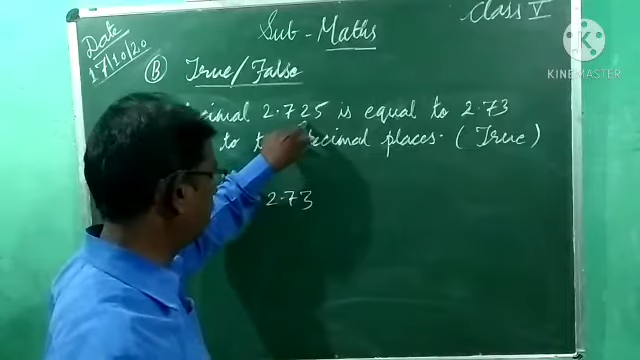 Date
17/10/20
Sub - Maths
Class V
KINEMASTER
(B) True/False
2.725 is equal to 2.73
to decimal places. (True)
2.73